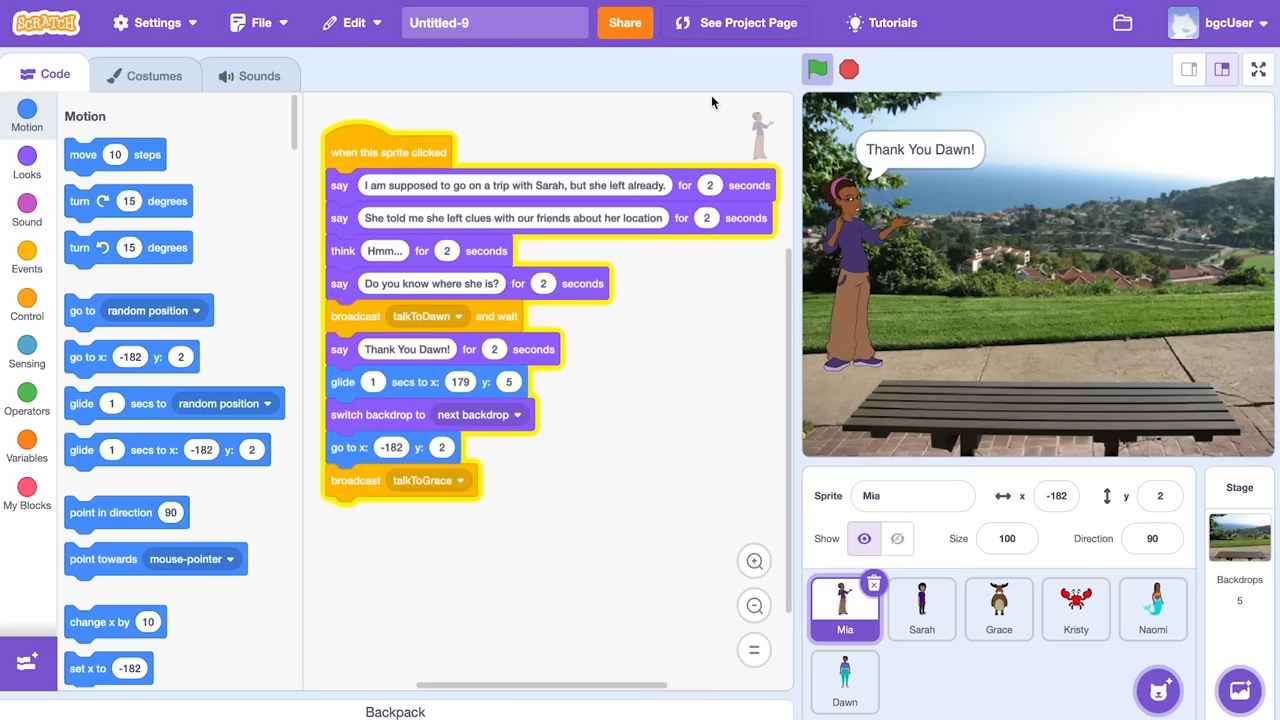 SCRATCH Settings File Edit Untitled-9 Share See Project Page Tutorials bgcUser
Code Costumes Sounds
Motion
Looks
Sound
Events
Control
Sensing
Operators
Variables
My Blocks
Motion
move 10 steps
turn 15 degrees
turn 15 degrees
go to random position
go to x: -182 y: 2
glide 1 secs to random position
glide 1 secs to x: -182 y: 2
point in direction 90
point towards mouse-pointer
change x by 10
set x to -182
when this sprite clicked
say I am supposed to go on a trip with Sarah, but she left already. for 2 seconds
say She told me she left clues with our friends about her location for 2 seconds
think Hmm... for 2 seconds
say Do you know where she is? for 2 seconds
broadcast talkToDawn and wait
say Thank You Dawn! for 2 seconds
glide 1 secs to x: 179 y: 5
switch backdrop to next backdrop
go to x: -182 y: 2
broadcast talkToGrace
Backpack
Thank You Dawn!
Sprite Mia x -182 y 2
Show Size 100 Direction 90
Mia Sarah Grace Kristy Naomi
Dawn
Stage
Backdrops
5